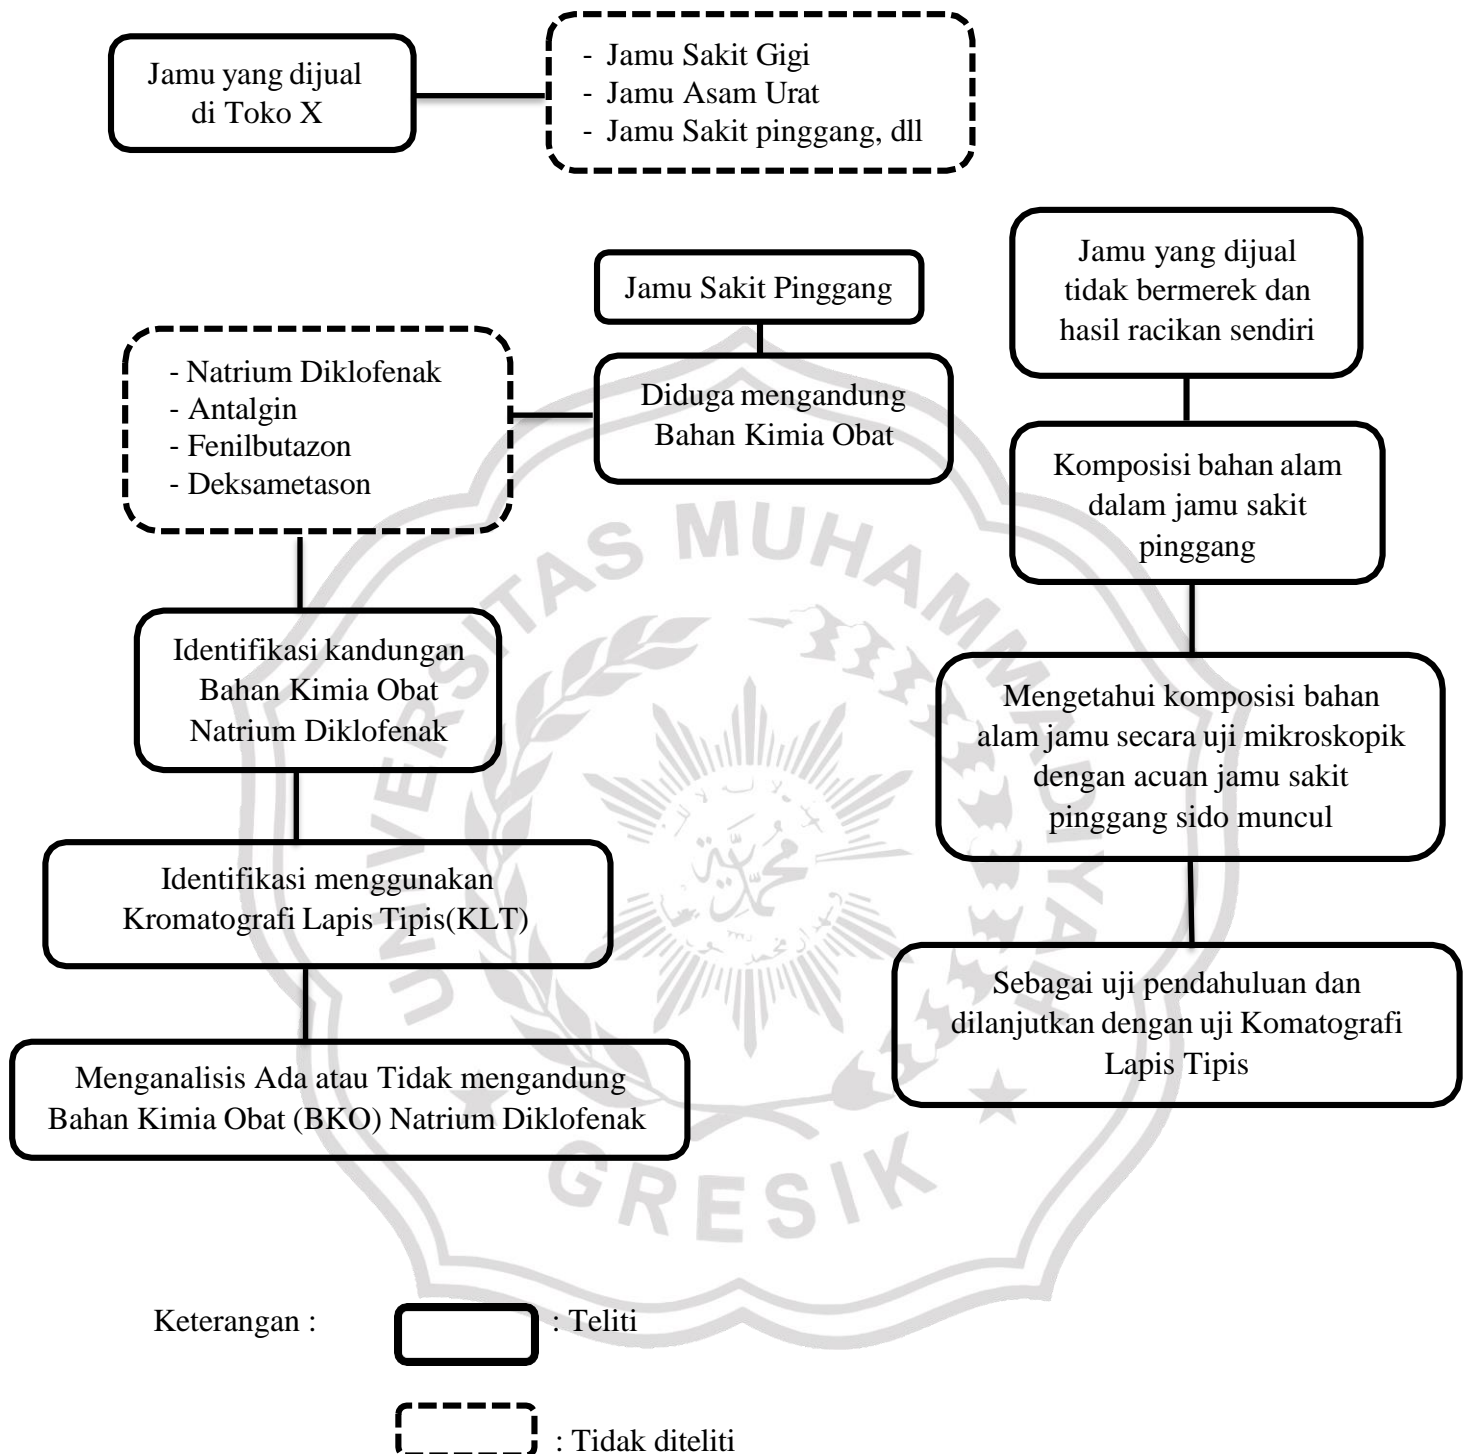 Jamu yang dijual
di Toko X
- Jamu Sakit Gigi
- Jamu Asam Urat
- Jamu Sakit pinggang, dll
Jamu Sakit Pinggang
Diduga mengandung
Bahan Kimia Obat
- Natrium Diklofenak
- Antalgin
- Fenilbutazon
- Deksametason
Identifikasi kandungan
Bahan Kimia Obat
Natrium Diklofenak
Identifikasi menggunakan
Kromatografi Lapis Tipis(KLT)
Menganalisis Ada atau Tidak mengandung
Bahan Kimia Obat (BKO) Natrium Diklofenak
Jamu yang dijual
tidak bermerek dan
hasil racikan sendiri
Komposisi bahan alam
dalam jamu sakit
pinggang
Mengetahui komposisi bahan
alam jamu secara uji mikroskopik
dengan acuan jamu sakit
pinggang sido muncul
Sebagai uji pendahuluan dan
dilanjutkan dengan uji Komatografi
Lapis Tipis
UNIVERSITAS MUHAMMADIYAH
GRESIK
Keterangan :
: Teliti
: Tidak diteliti